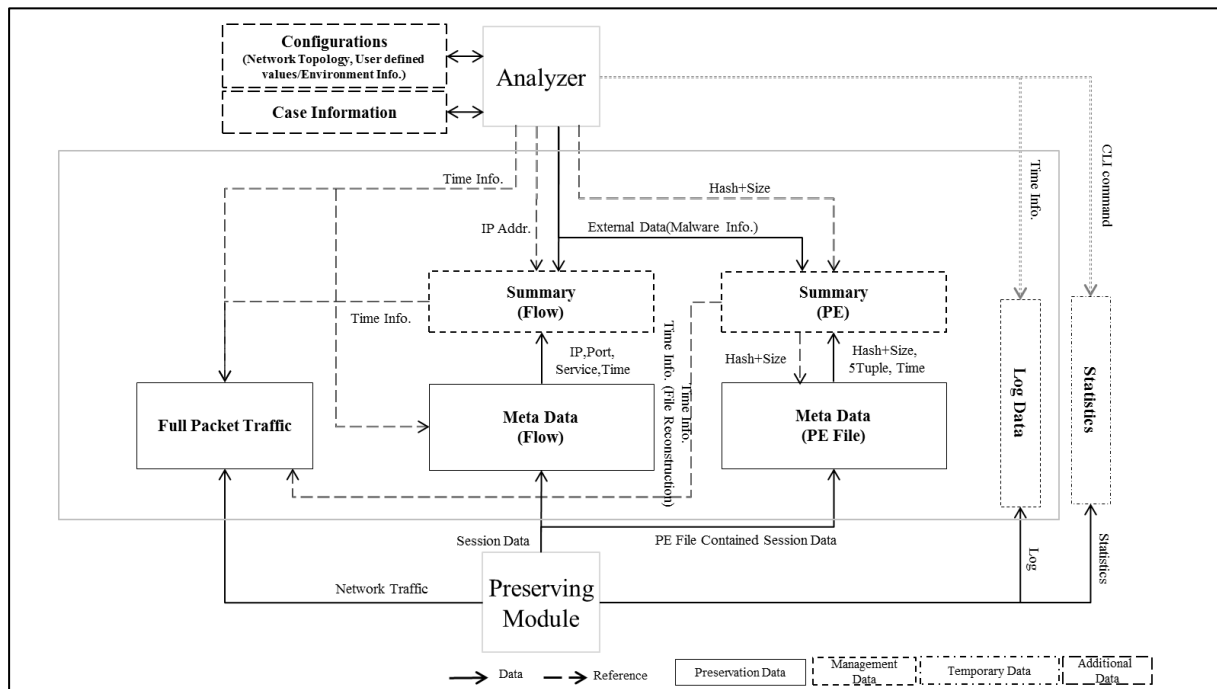 Configurations
(Network Topology, User defined
values/Environment Info.)
Case Information
Analyzer
Time Info.
CLI command
Time Info.
Hash+Size
IP Addr.
External Data(Malware Info.)
Summary
(Flow)
Summary
(PE)
Time Info.
IP,Port,
Service,Time
Time Info. (File Reconstruction)
Time Info.
Hash+Size
Hash+Size,
5Tuple, Time
Full Packet Traffic
Meta Data
(Flow)
Meta Data
(PE File)
Log Data
Statistics
Session Data
PE File Contained Session Data
Log
Statistics
Network Traffic
Preserving
Module
Data
Reference
Preservation Data
Management
Data
Temporary Data
Additional
Data